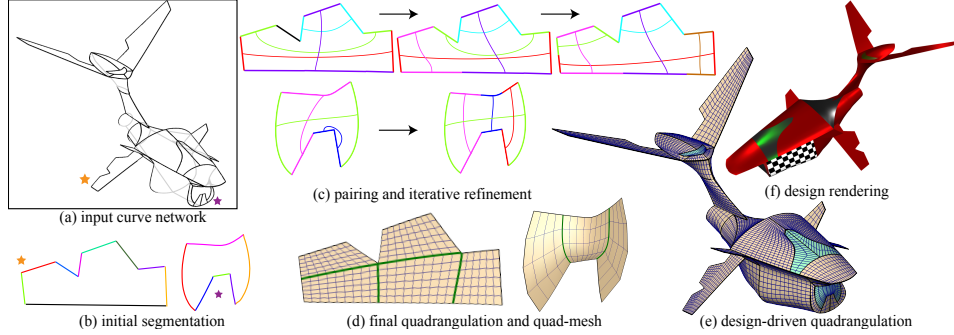 (a) input curve network
(b) initial segmentation
(c) pairing and iterative refinement
(d) final quadrangulation and quad-mesh
(e) design-driven quadrangulation
(f) design rendering